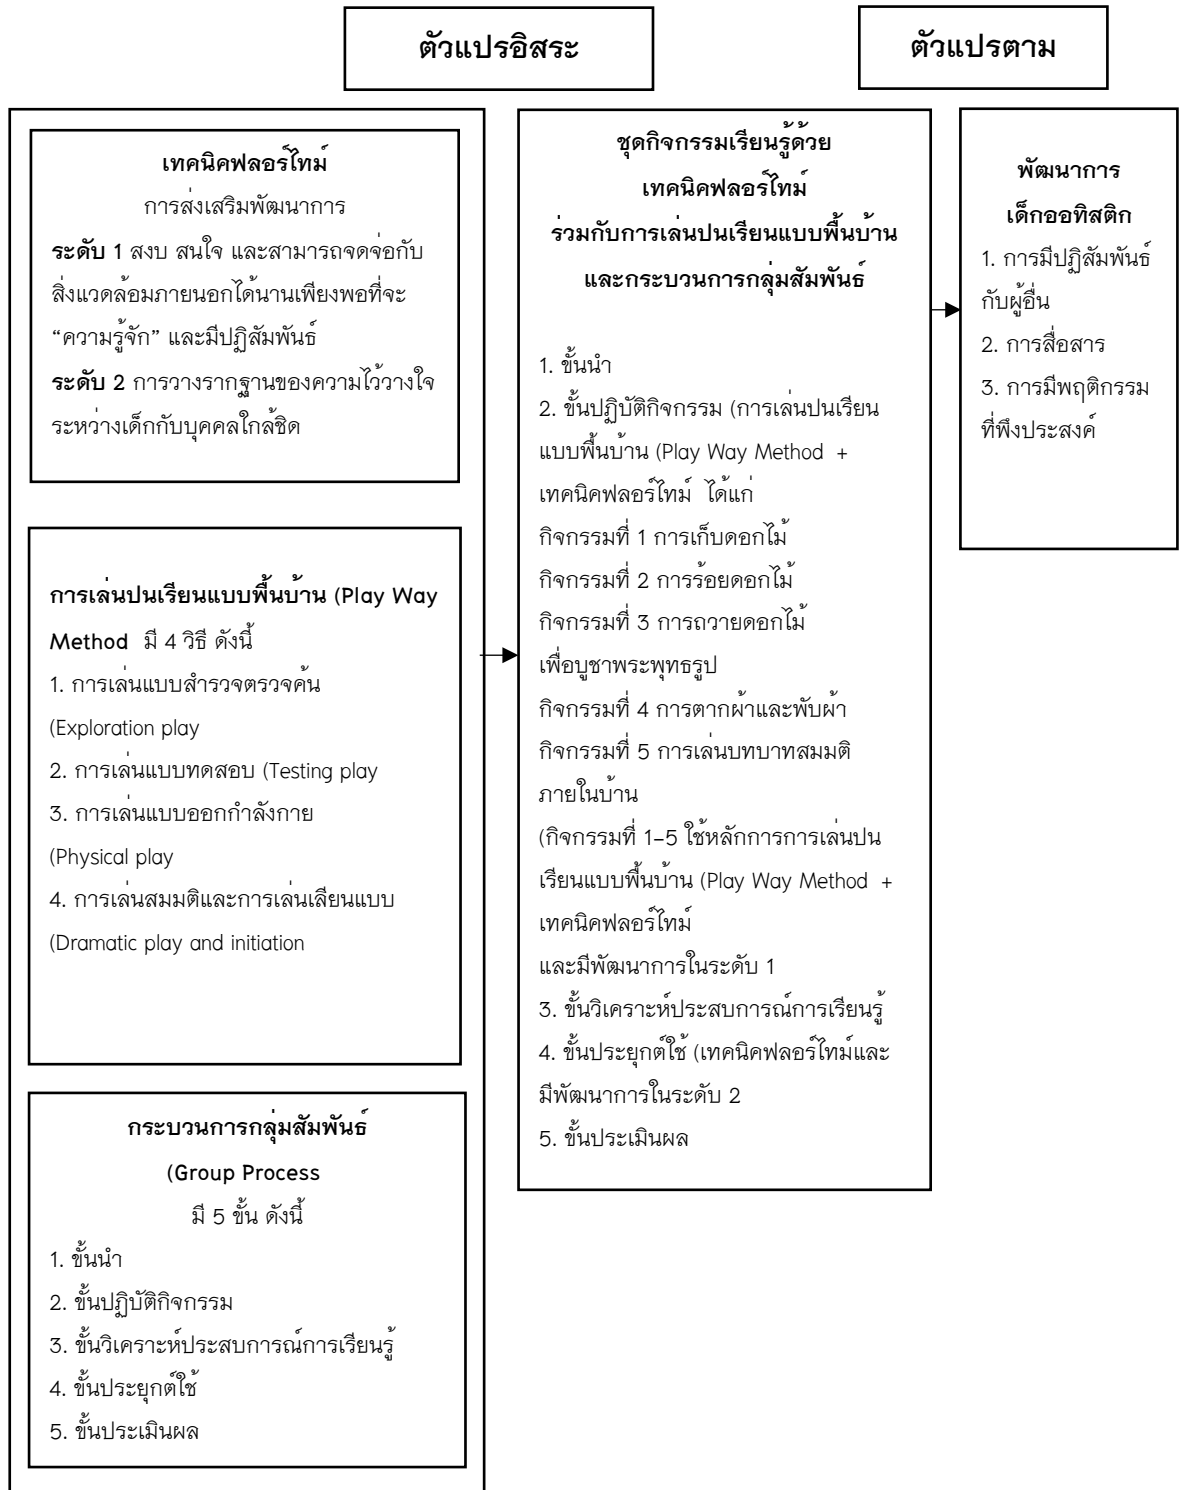 ตัวแปรอิสระ
ตัวแปรตาม
เทคนิคฟลอร์ไทม์
การส่งเสริมพัฒนาการ
ระดับ 1 สงบ สนใจ และสามารถจดจ่อกับ
สิ่งแวดล้อมภายนอกได้นานเพียงพอที่จะ
“ความรู้จัก” และมีปฏิสัมพันธ์
ระดับ 2 การวางรากฐานของความไว้วางใจ
ระหว่างเด็กกับบุคคลใกล้ชิด
การเล่นปนเรียนแบบพื้นบ้าน (Play Way
Method มี 4 วิธี ดังนี้
1. การเล่นแบบสำรวจตรวจค้น
(Exploration play
2. การเล่นแบบทดสอบ (Testing play
3. การเล่นแบบออกกำลังกาย
(Physical play
4. การเล่นสมมติและการเล่นเลียนแบบ
(Dramatic play and initiation
กระบวนการกลุ่มสัมพันธ์
(Group Process
มี 5 ขั้น ดังนี้
1. ขั้นนำ
2. ขั้นปฏิบัติกิจกรรม
3. ขั้นวิเคราะห์ประสบการณ์การเรียนรู้
4. ขั้นประยุกต์ใช้
5. ขั้นประเมินผล
ชุดกิจกรรมเรียนรู้ด้วย
เทคนิคฟลอร์ไทม์
ร่วมกับการเล่นปนเรียนแบบพื้นบ้าน
และกระบวนการกลุ่มสัมพันธ์
1. ขั้นนำ
2. ขั้นปฏิบัติกิจกรรม (การเล่นปนเรียน
แบบพื้นบ้าน (Play Way Method +
เทคนิคฟลอร์ไทม์ ได้แก่
กิจกรรมที่ 1 การเก็บดอกไม้
กิจกรรมที่ 2 การร้อยดอกไม้
กิจกรรมที่ 3 การถวายดอกไม้
เพื่อบูชาพระพุทธรูป
กิจกรรมที่ 4 การตากผ้าและพับผ้า
กิจกรรมที่ 5 การเล่นบทบาทสมมติ
ภายในบ้าน
(กิจกรรมที่ 1-5 ใช้หลักการการเล่นปน
เรียนแบบพื้นบ้าน (Play Way Method +
เทคนิคฟลอร์ไทม์
และมีพัฒนาการในระดับ 1
3. ขั้นวิเคราะห์ประสบการณ์การเรียนรู้
4. ขั้นประยุกต์ใช้ (เทคนิคฟลอร์ไทม์และ
มีพัฒนาการในระดับ 2
5. ขั้นประเมินผล
พัฒนาการ
เด็กออทิสติก
1. การมีปฏิสัมพันธ์
กับผู้อื่น
2. การสื่อสาร
3. การมีพฤติกรรม
ที่พึงประสงค์